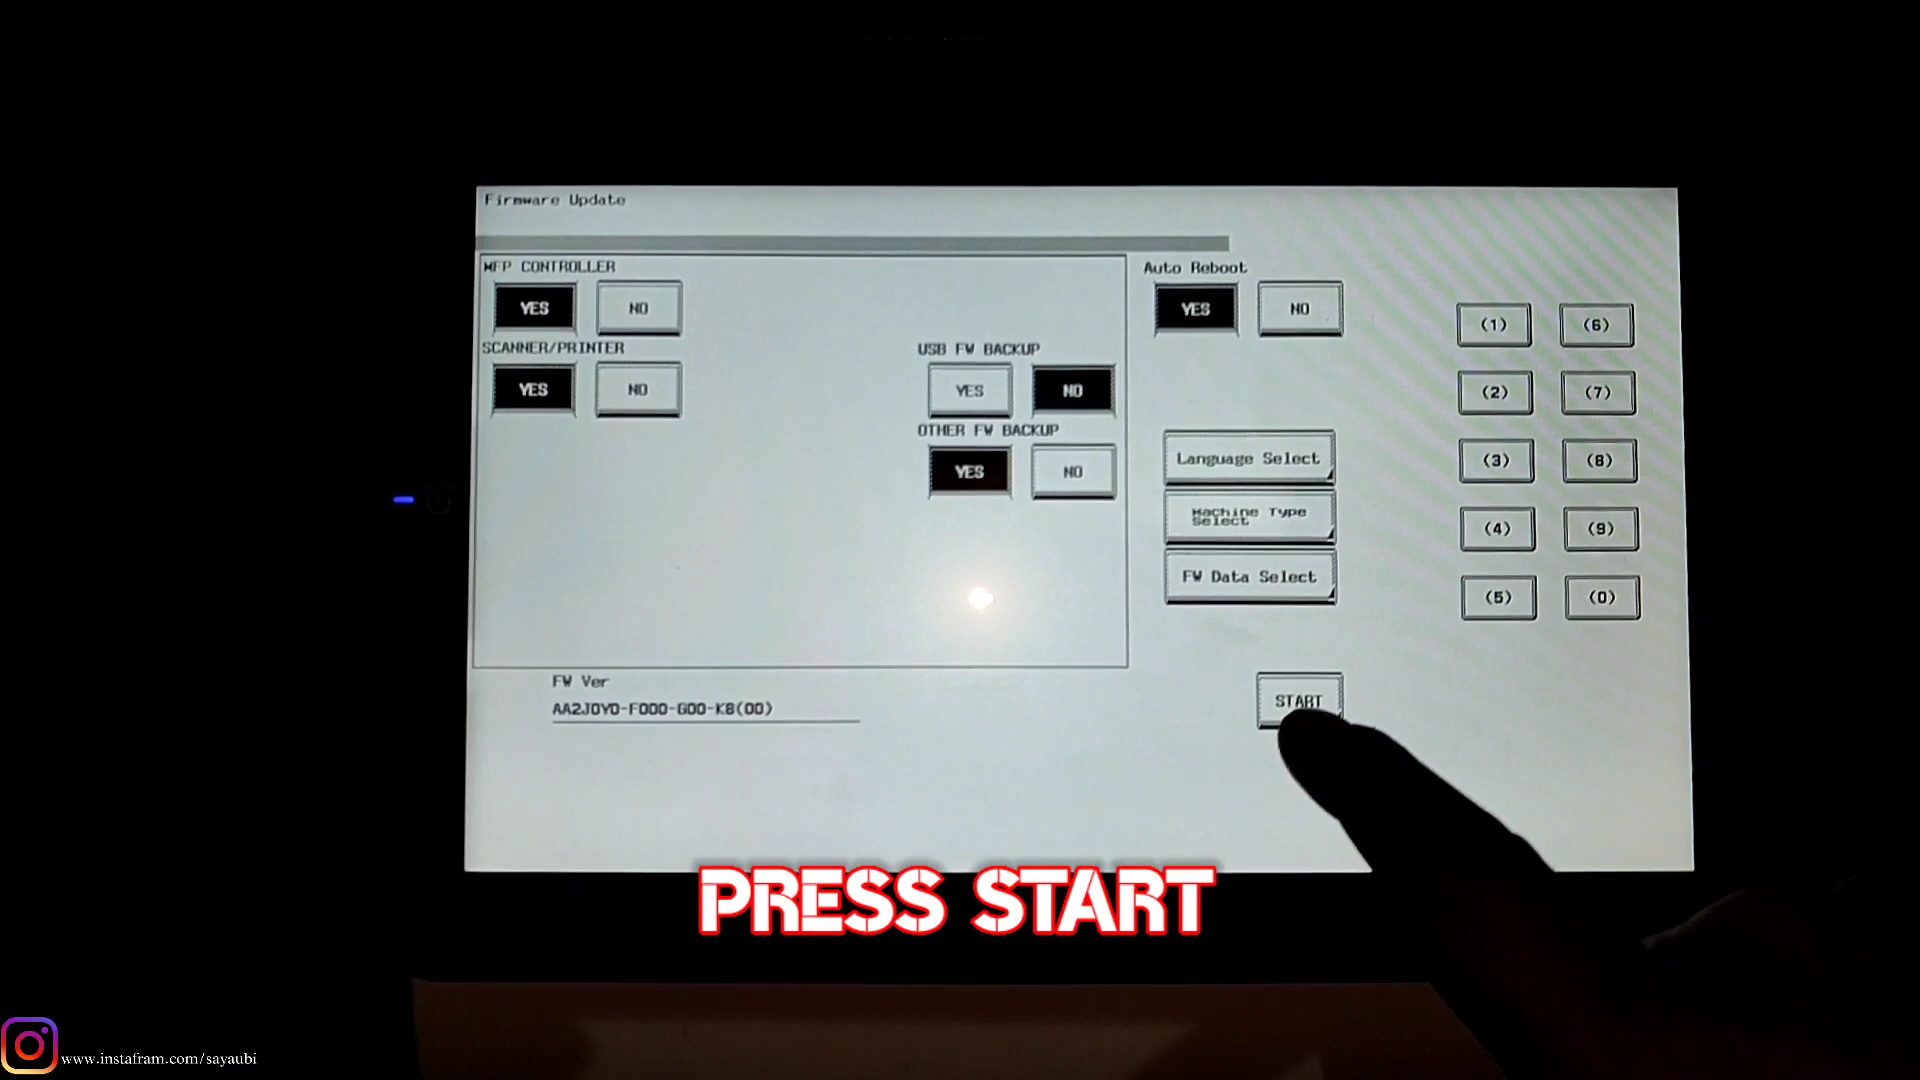 Firmware Update
MFP CONTROLLER
YES NO
SCANNER/PRINTER
YES NO
USB FW BACKUP
YES NO
OTHER FW BACKUP
YES NO
Auto Reboot
YES NO
Language Select
Machine Type
Select
FW Data Select
(1) (6)
(2) (7)
(3) (8)
(4) (9)
(5) (0)
FW Ver
AA2J0Y0-F000-G00-K8(00)
START
PRESS START
www.instafram.com/sayaubi